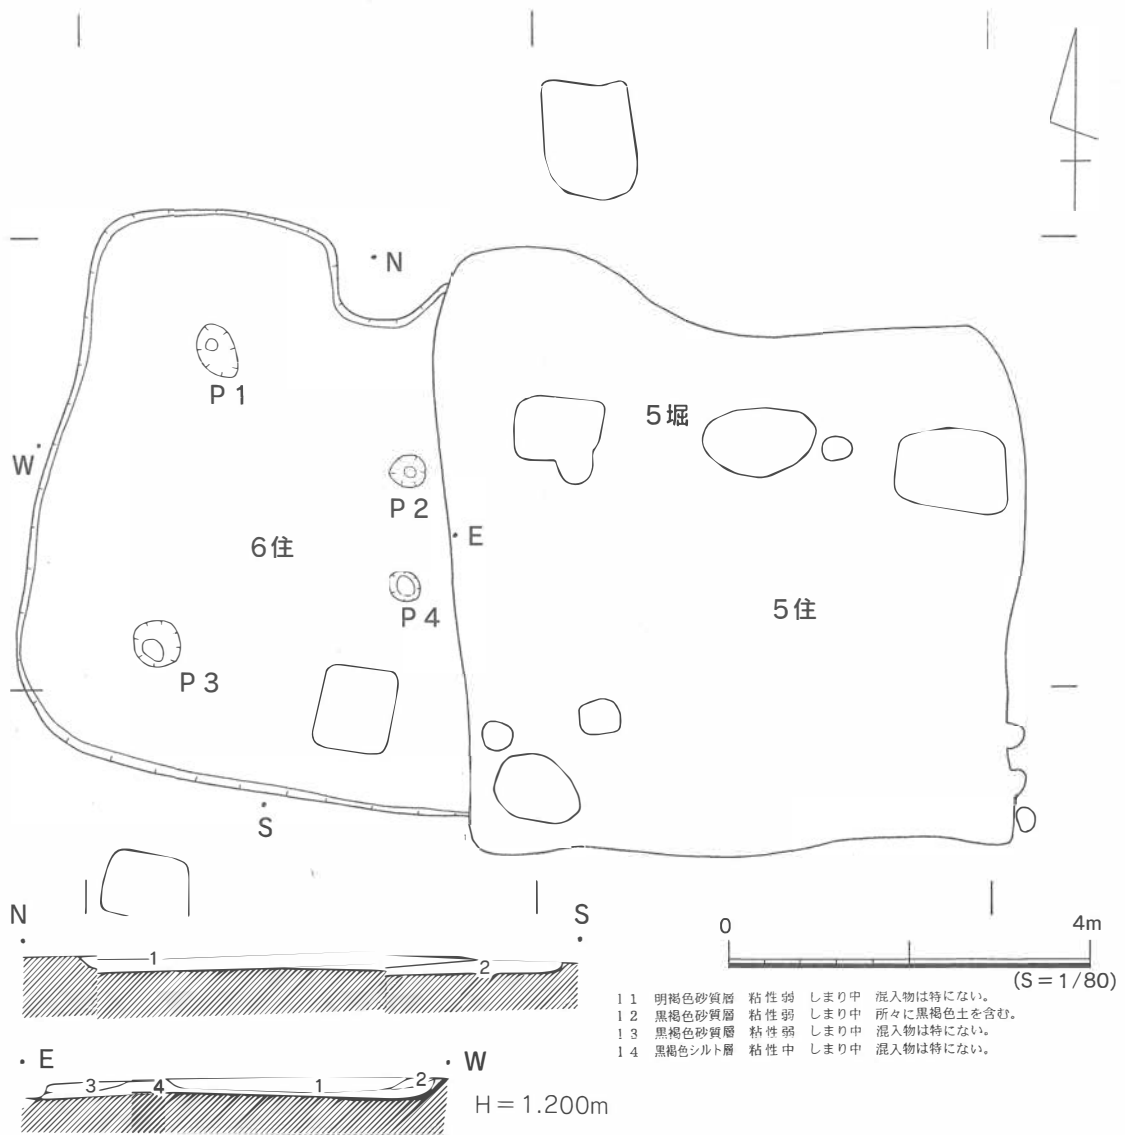 N
P 1
5堀
W
P 2
E
6住
5住
P 4
P 3
S
N
S
1
2
0
4m
(S＝1/80)
1 1 明褐色砂質層 粘性弱 しまり中 混入物は特にない。
1 2 黒褐色砂質層 粘性弱 しまり中 所々に黒褐色土を含む。
1 3 黒褐色砂質層 粘性弱 しまり中 混入物は特にない。
1 4 黒褐色シルト層 粘性中 しまり中 混入物は特にない。
E
W
3
4
1
2
H＝1.200m